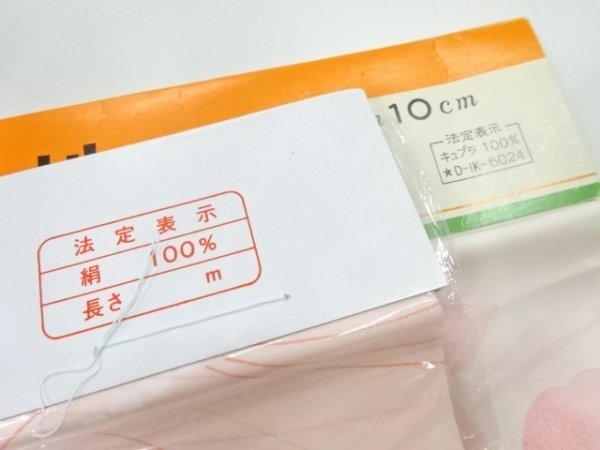 10cm
法定表示
キュプラ 100%
★D-IK-6024
法定表示
絹 100%
長さ m